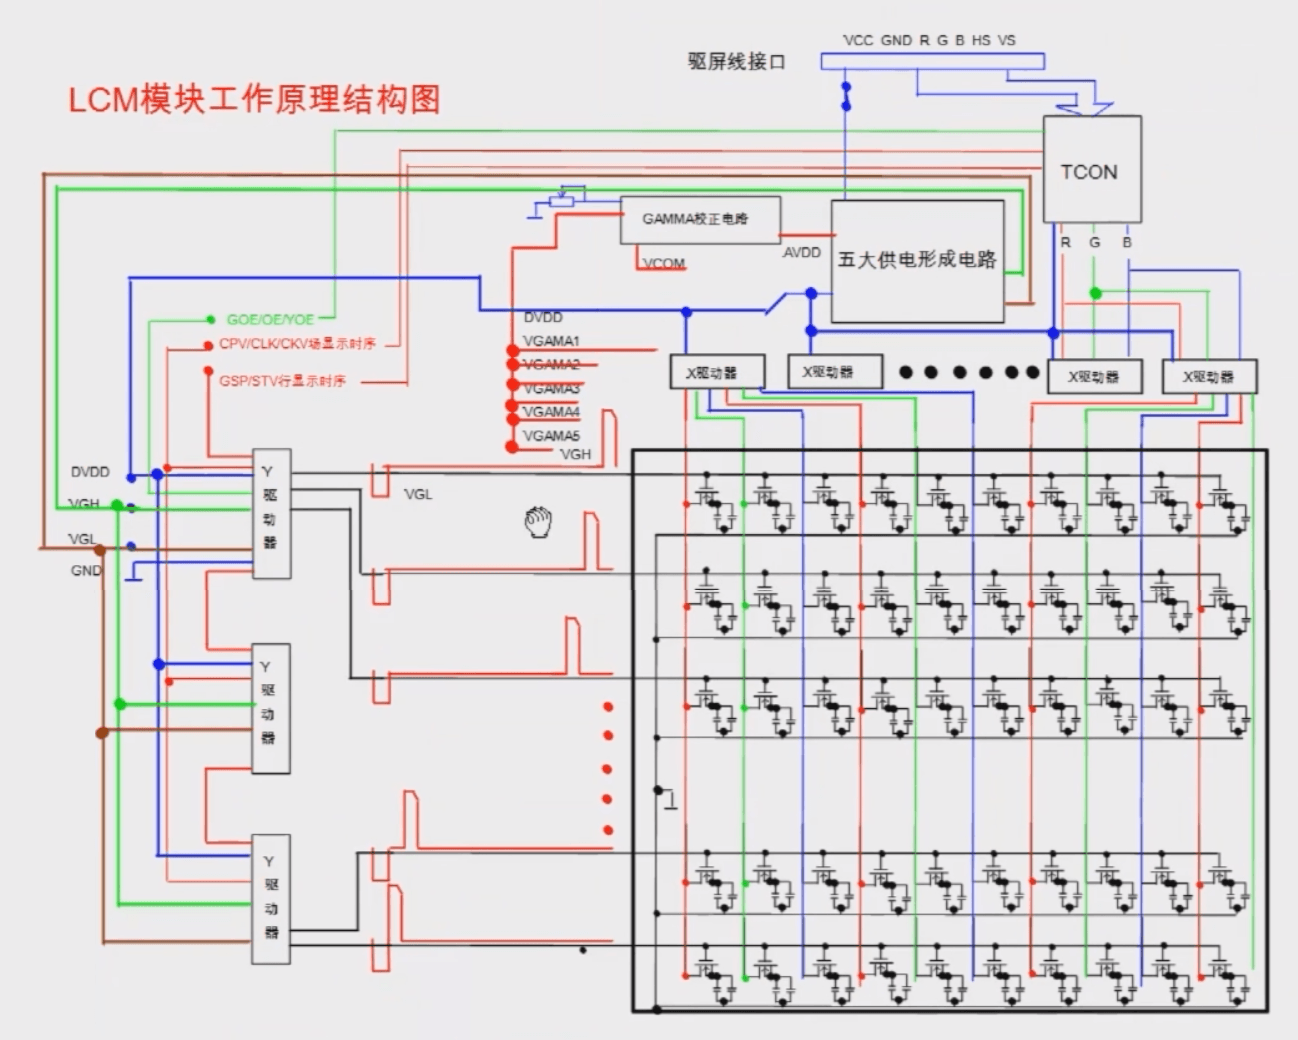 VCC GND R G B HS VS
驱屏线接口
LCM模块工作原理结构图
TCON
GAMMA校正电路
AVDD
五大供电形成电路
R G B
VCOM
GOE/OE/YOE
DVDD
CPV/CLK/CKV场显示时序
VGAMA1
VGAMA2
GSP/STV行显示时序
VGAMA3
VGAMA4
VGAMA5
X驱动器
X驱动器
X驱动器
X驱动器
VGH
VGL
DVDD
VGH
VGL
GND
Y驱动器
Y驱动器
Y驱动器